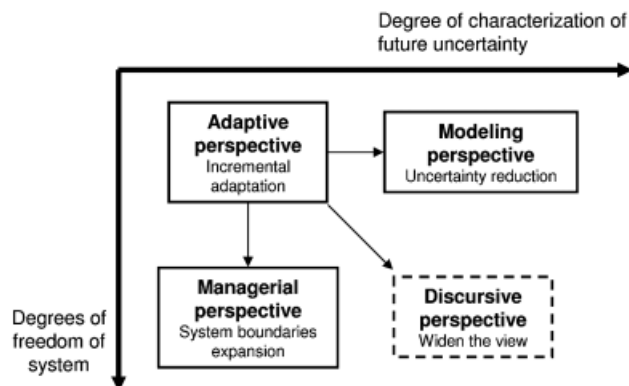 Degree of characterization of
future uncertainty
Adaptive
perspective
Incremental
adaptation
Modeling
perspective
Uncertainty reduction
Managerial
perspective
System boundaries
expansion
Discursive
perspective
Widen the view
Degrees of
freedom of
system